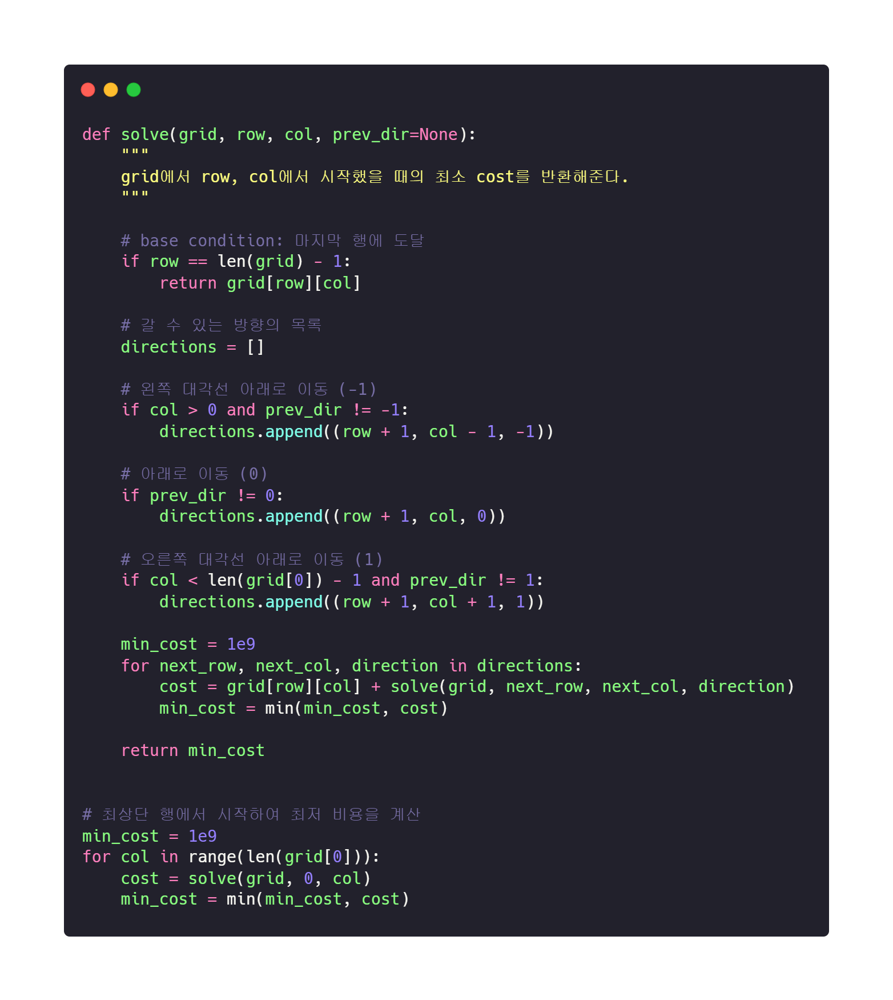 def solve(grid, row, col, prev_dir=None):
    """
    grid에서 row, col에서 시작했을 때의 최소 cost를 반환해준다.
    """

    # base condition: 마지막 행에 도달
    if row == len(grid) - 1:
        return grid[row][col]

    # 갈 수 있는 방향의 목록
    directions = []

    # 왼쪽 대각선 아래로 이동 (-1)
    if col > 0 and prev_dir != -1:
        directions.append((row + 1, col - 1, -1))

    # 아래로 이동 (0)
    if prev_dir != 0:
        directions.append((row + 1, col, 0))

    # 오른쪽 대각선 아래로 이동 (1)
    if col < len(grid[0]) - 1 and prev_dir != 1:
        directions.append((row + 1, col + 1, 1))

    min_cost = 1e9
    for next_row, next_col, direction in directions:
        cost = grid[row][col] + solve(grid, next_row, next_col, direction)
        min_cost = min(min_cost, cost)

    return min_cost


# 최상단 행에서 시작하여 최저 비용을 계산
min_cost = 1e9
for col in range(len(grid[0])):
    cost = solve(grid, 0, col)
    min_cost = min(min_cost, cost)